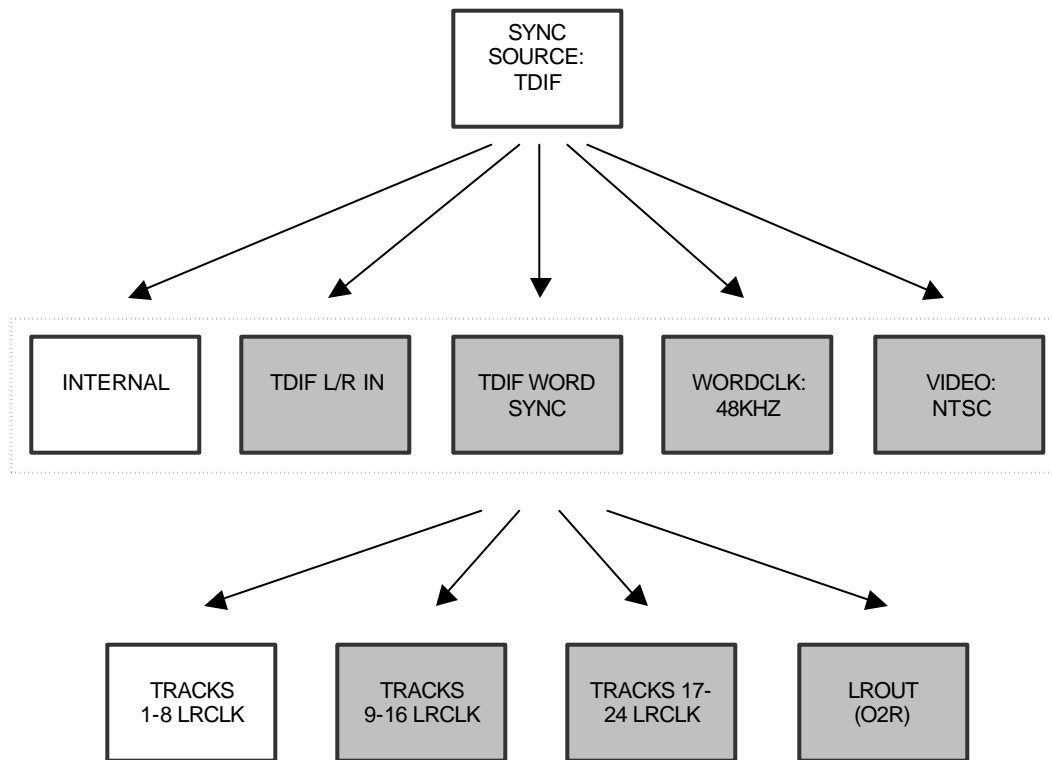 SYNC
SOURCE:
TDIF
INTERNAL
TDIF L/R IN
TDIF WORD
SYNC
WORDCLK:
48KHZ
VIDEO:
NTSC
TRACKS
1-8 LRCLK
TRACKS
9-16 LRCLK
TRACKS 17-
24 LRCLK
LROUT
(O2R)